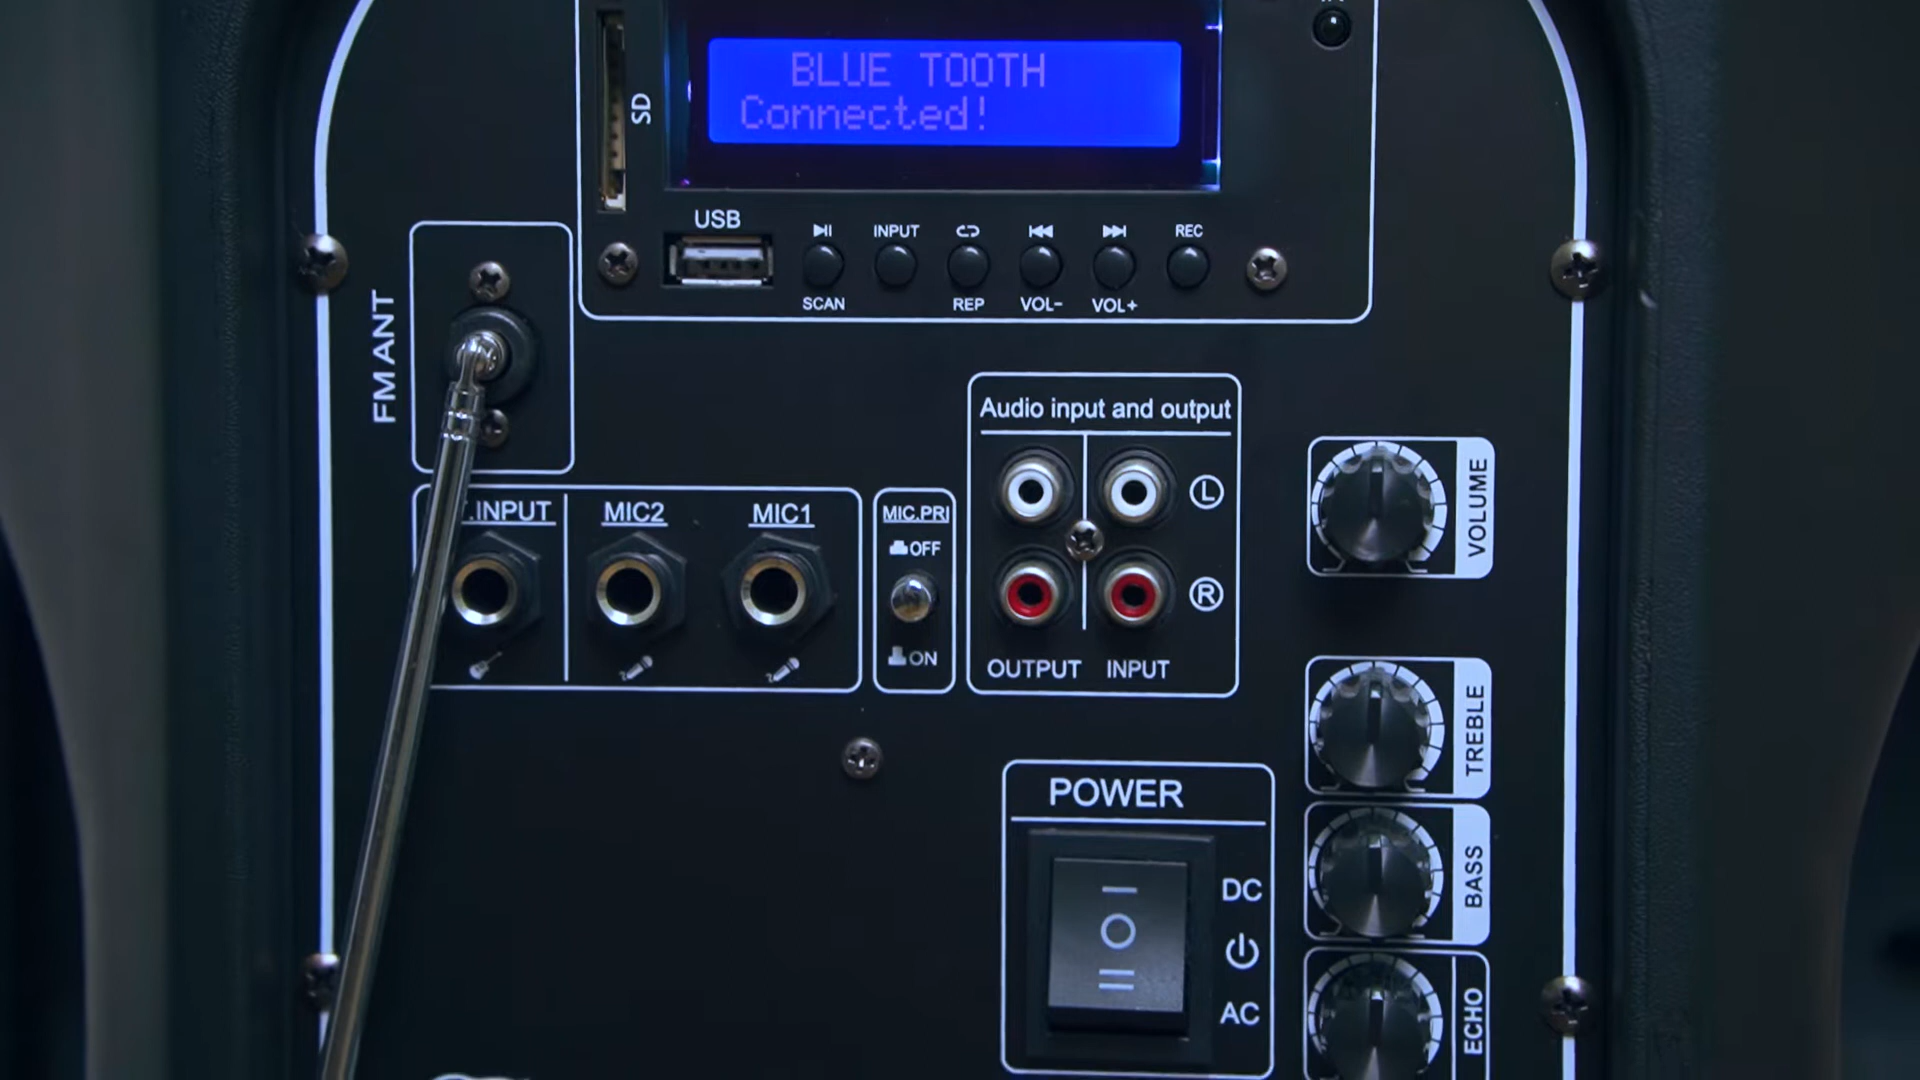 BLUE TOOTH
Connected!
SD
USB
INPUT
REC
SCAN
REP
VOL-
VOL+
FM ANT
Audio input and output
L
R
OUTPUT
INPUT
.INPUT
MIC2
MIC1
MIC.PRI
OFF
ON
VOLUME
TREBLE
BASS
ECHO
POWER
DC
AC